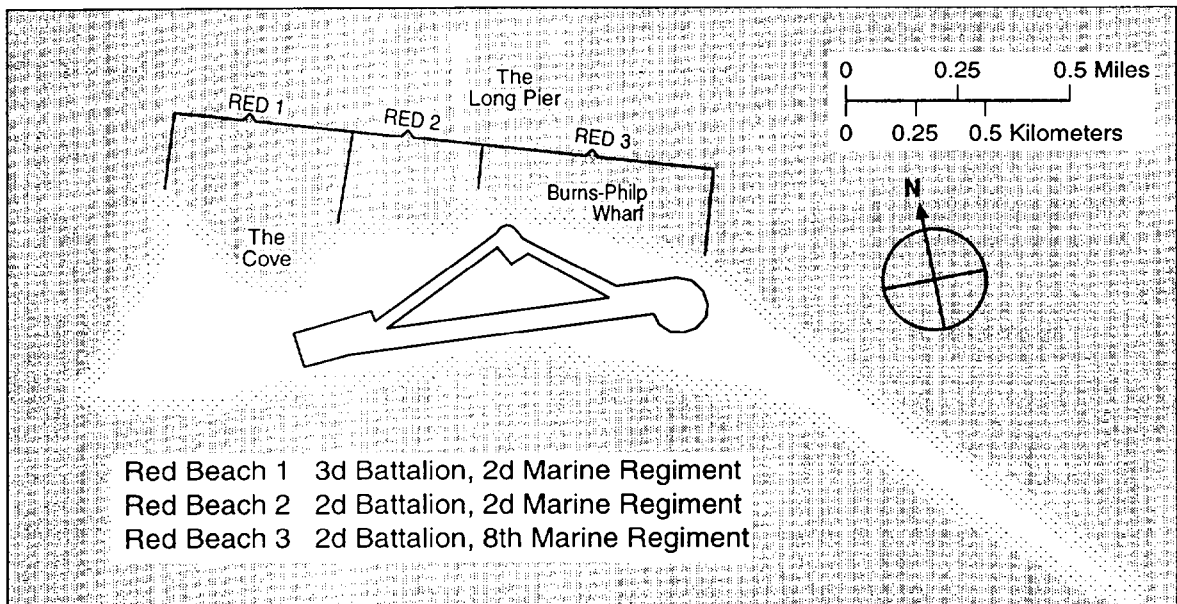 The
Long Pier
RED 1
RED 2
RED 3
0 0.25 0.5 Miles
0 0.25 0.5 Kilometers
N
Burns-Philp
Wharf
The
Cove
Red Beach 1 3d Battalion, 2d Marine Regiment
Red Beach 2 2d Battalion, 2d Marine Regiment
Red Beach 3 2d Battalion, 8th Marine Regiment